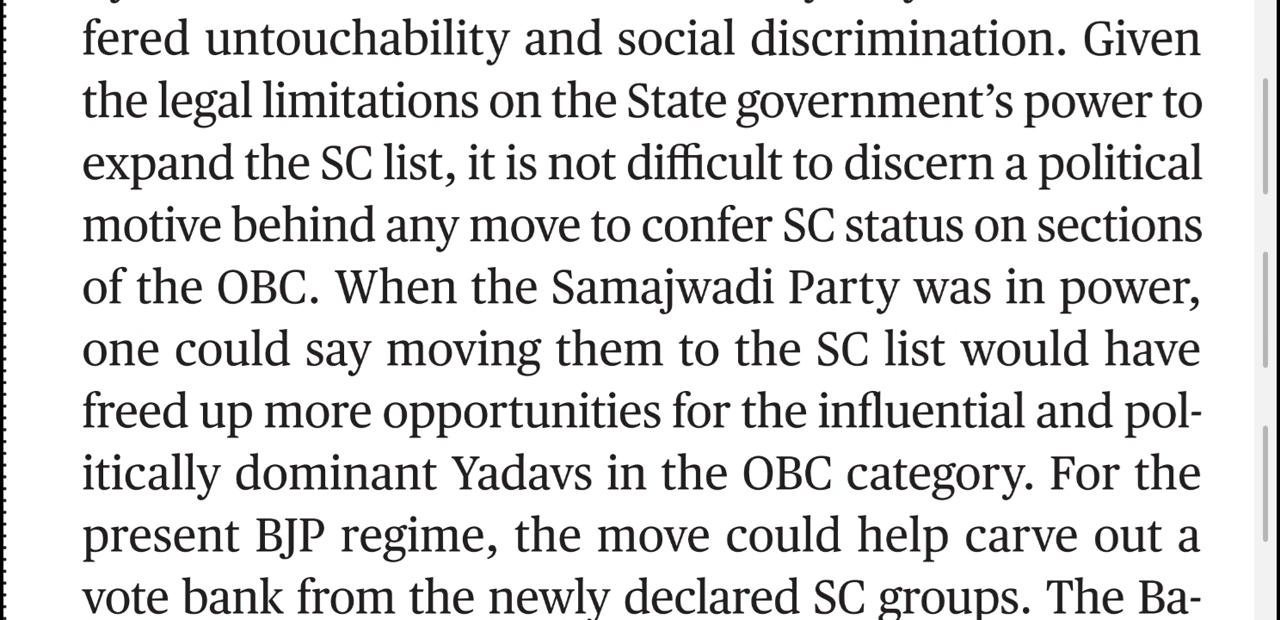 fered untouchability and social discrimination. Given
the legal limitations on the State government’s power to
expand the SC list, it is not difficult to discern a political
motive behind any move to confer SC status on sections
of the OBC. When the Samajwadi Party was in power,
one could say moving them to the SC list would have
freed up more opportunities for the influential and pol-
itically dominant Yadavs in the OBC category. For the
present BJP regime, the move could help carve out a
vote bank from the newly declared SC groups. The Ba-